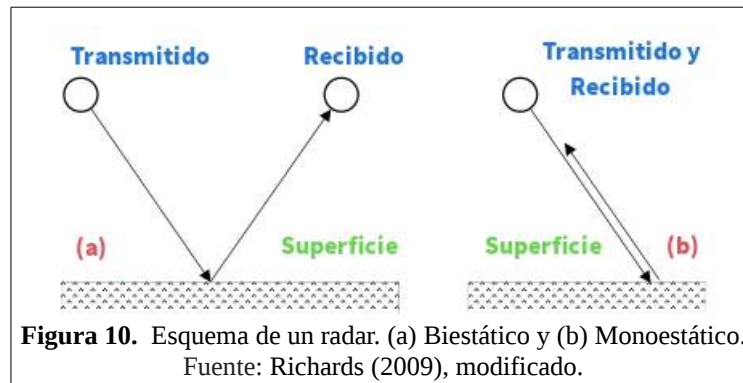 Transmitido
Recibido
Transmitido y
Recibido
(a)
Superficie
Superficie
(b)
Figura 10. Esquema de un radar. (a) Biestático y (b) Monoestático.
Fuente: Richards (2009), modificado.